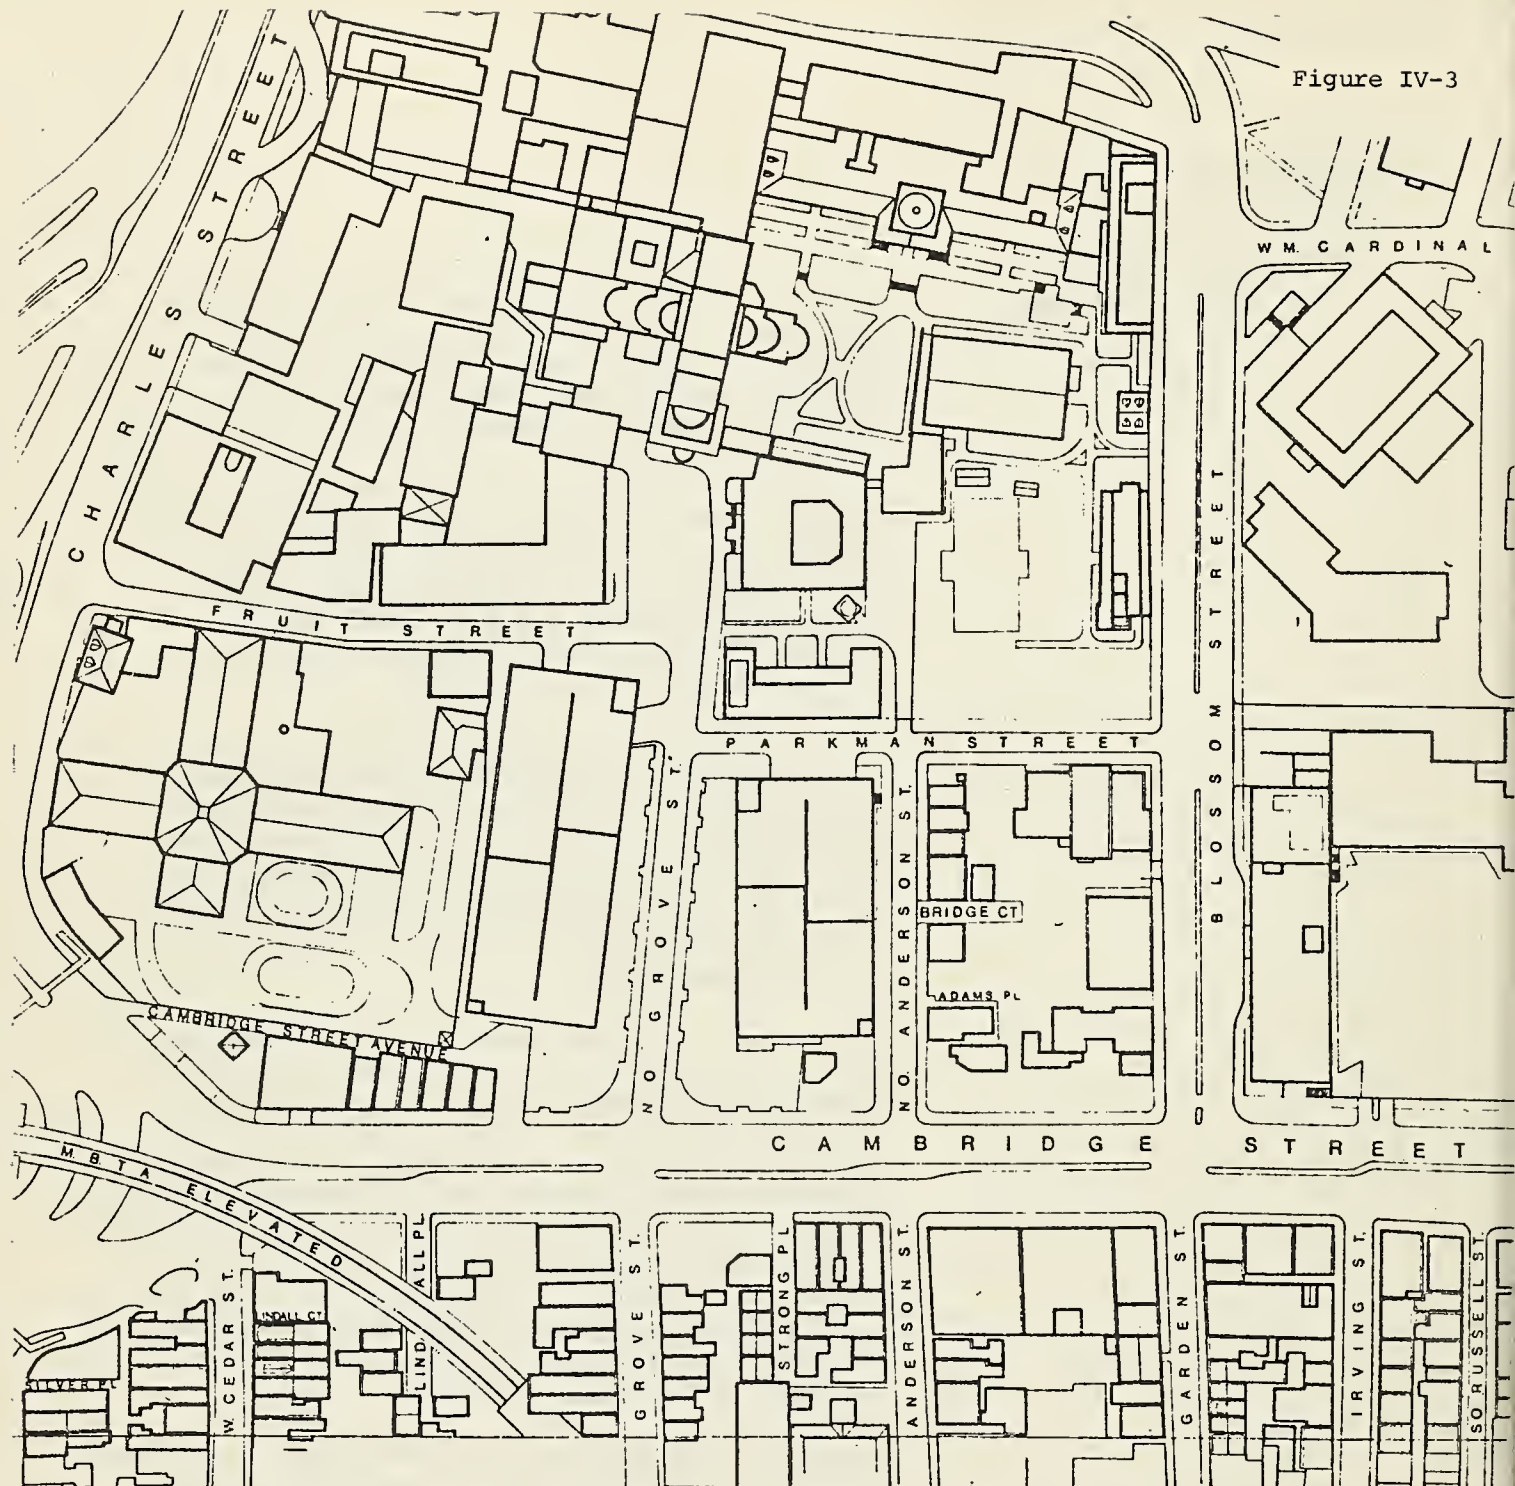 Figure IV-3
CHARLES STREET
WM. CARDINAL
FRUIT STREET
BLOSSOM STREET
PARKMAN STREET
NO. GROVE ST.
NO. ANDERSON ST.
BRIDGE CT
ADAMS PL
CAMBRIDGE STREET AVENUE
CAMBRIDGE STREET
M.B.T.A. ELEVATED
W. CEDAR ST.
LINDALL PL.
LINDALL CT
SILVER PL
GROVE ST.
STRONG PL
ANDERSON ST.
GARDEN ST.
IRVING ST.
SO RUSSELL ST.